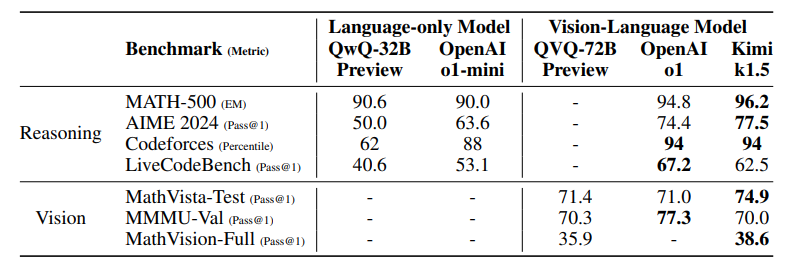 Language-only Model Vision-Language Model
Benchmark (Metric) QwQ-32B OpenAI QVQ-72B OpenAI Kimi
Preview o1-mini Preview o1 k1.5
MATH-500 (EM) 90.6 90.0 - 94.8 96.2
Reasoning AIME 2024 (Pass@1) 50.0 63.6 - 74.4 77.5
Codeforces (Percentile) 62 88 - 94 94
LiveCodeBench (Pass@1) 40.6 53.1 - 67.2 62.5
MathVista-Test (Pass@1) - - 71.4 71.0 74.9
Vision MMMU-Val (Pass@1) - - 70.3 77.3 70.0
MathVision-Full (Pass@1) - - 35.9 - 38.6